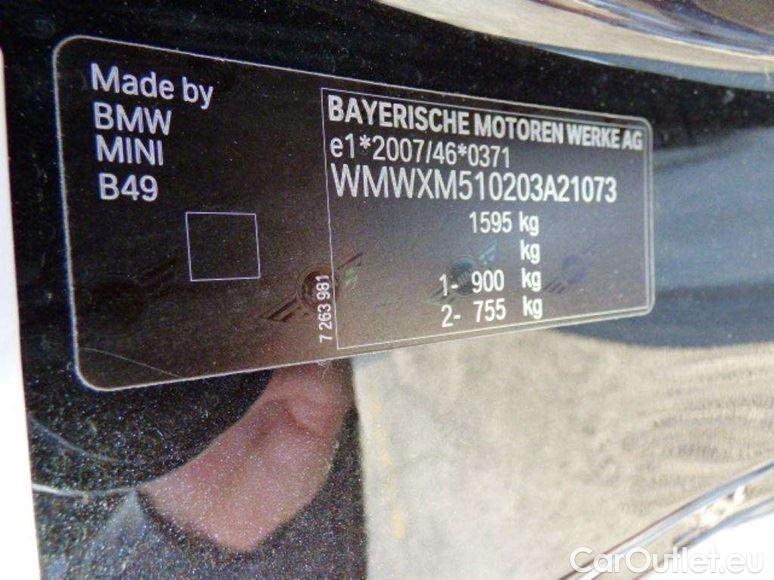 Made by
BMW
MINI
B49
BAYERISCHE MOTOREN WERKE AG
e1*2007/46*0371
WMWXM510203A21073
1595 kg
kg
1- 900 kg
2- 755 kg
7 263 981
CarOutlet.eu